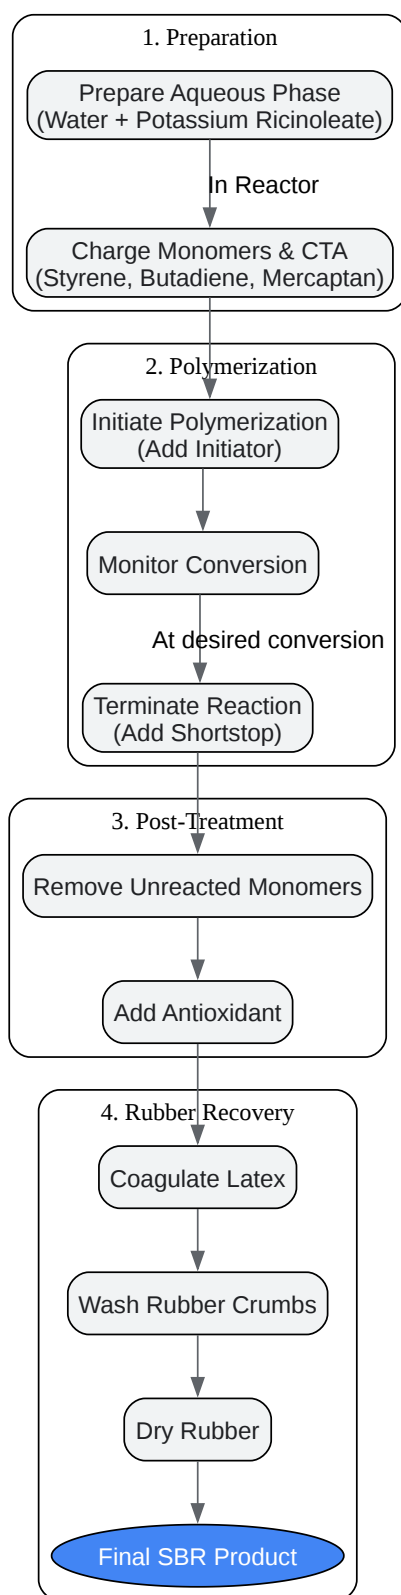 1. Preparation
Prepare Aqueous Phase
(Water + Potassium Ricinoleate)
In Reactor
Charge Monomers & CTA
(Styrene, Butadiene, Mercaptan)
2. Polymerization
Initiate Polymerization
(Add Initiator)
Monitor Conversion
At desired conversion
Terminate Reaction
(Add Shortstop)
3. Post-Treatment
Remove Unreacted Monomers
Add Antioxidant
4. Rubber Recovery
Coagulate Latex
Wash Rubber Crumbs
Dry Rubber
Final SBR Product